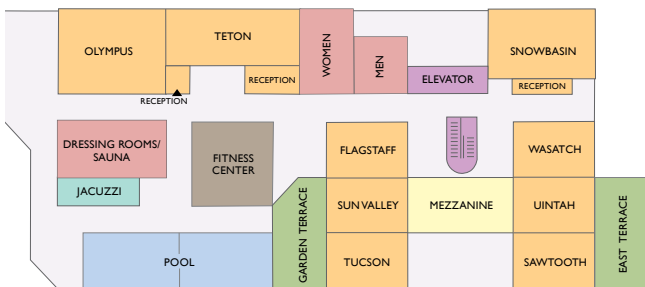 OLYMPUS
TETON
WOMEN
MEN
SNOWBASIN
RECEPTION
ELEVATOR
RECEPTION
RECEPTION
DRESSING ROOMS/
SAUNA
FITNESS
CENTER
FLAGSTAFF
WASATCH
JACUZZI
GARDEN TERRACE
SUN VALLEY
MEZZANINE
UINTAH
EAST TERRACE
POOL
TUCSON
SAWTOOTH